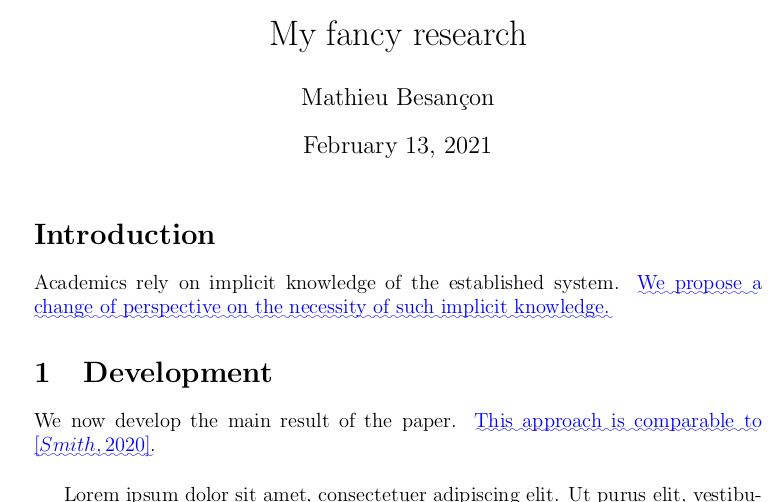 My fancy research
Mathieu Besançon
February 13, 2021
Introduction
Academics rely on implicit knowledge of the established system. We propose a
change of perspective on the necessity of such implicit knowledge.
1 Development
We now develop the main result of the paper. This approach is comparable to
[Smith, 2020].
Lorem ipsum dolor sit amet, consectetuer adipiscing elit. Ut purus elit, vestibu-